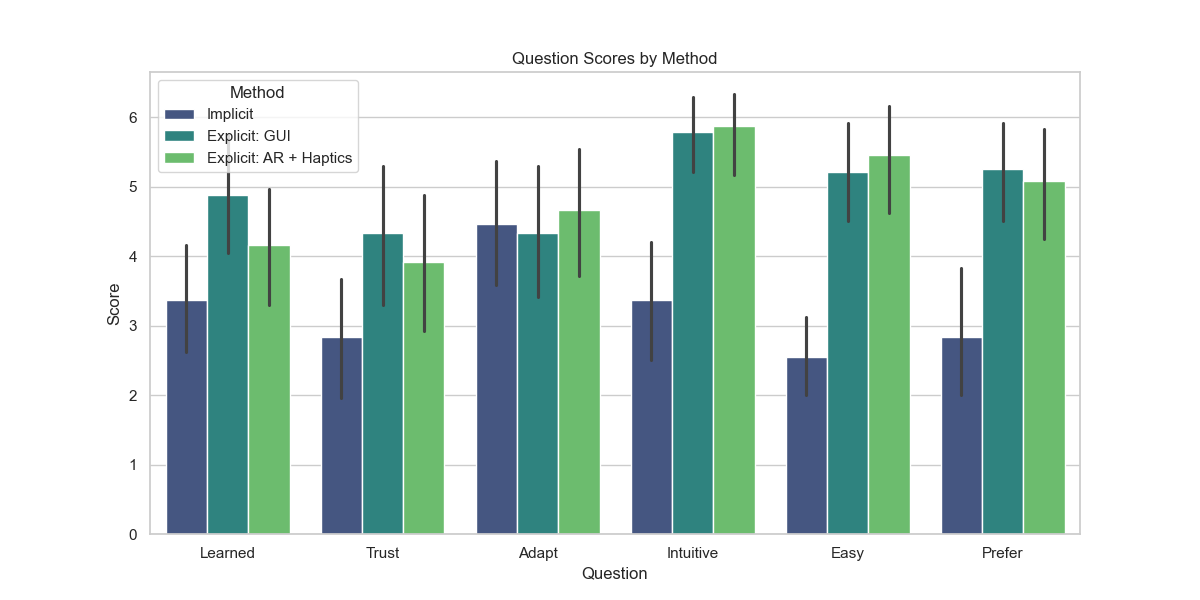 Question Scores by Method
Method
Implicit
Explicit: GUI
Explicit: AR + Haptics
Score
6
5
4
3
2
1
0
Learned Trust Adapt Intuitive Easy Prefer
Question